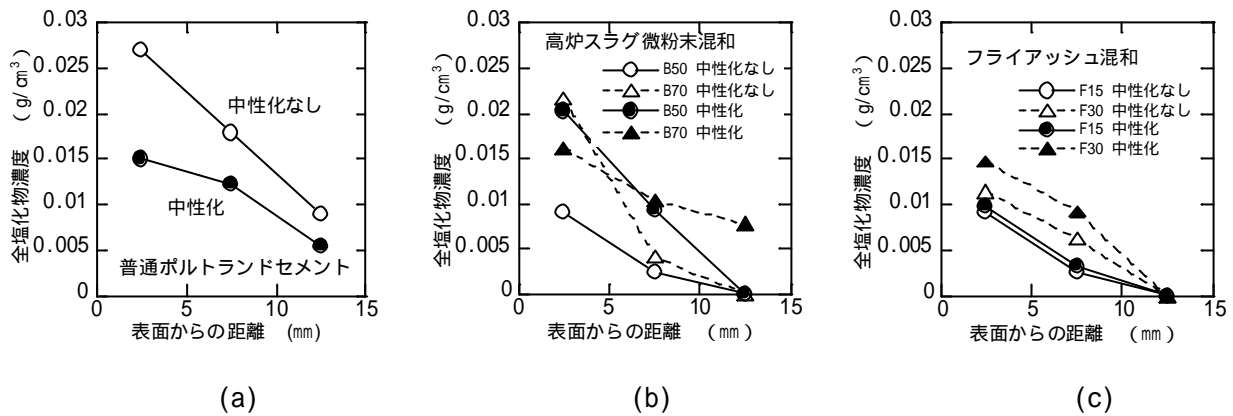 0.03
0.025
0.02
0.015
0.01
0.005
0
全塩化物濃度 (g/c㎥)
中性化なし
中性化
普通ポルトランドセメント
0 5 10 15
表面からの距離 (㎜)
(a)
0.03
0.025
0.02
0.015
0.01
0.005
0
全塩化物濃度 (g/c㎥)
高炉スラグ微粉末混和
B50 中性化なし
B70 中性化なし
B50 中性化
B70 中性化
0 5 10 15
表面からの距離 (㎜)
(b)
0.03
0.025
0.02
0.015
0.01
0.005
0
全塩化物濃度 (g/c㎥)
フライアッシュ混和
F15 中性化なし
F30 中性化なし
F15 中性化
F30 中性化
0 5 10 15
表面からの距離 (㎜)
(c)